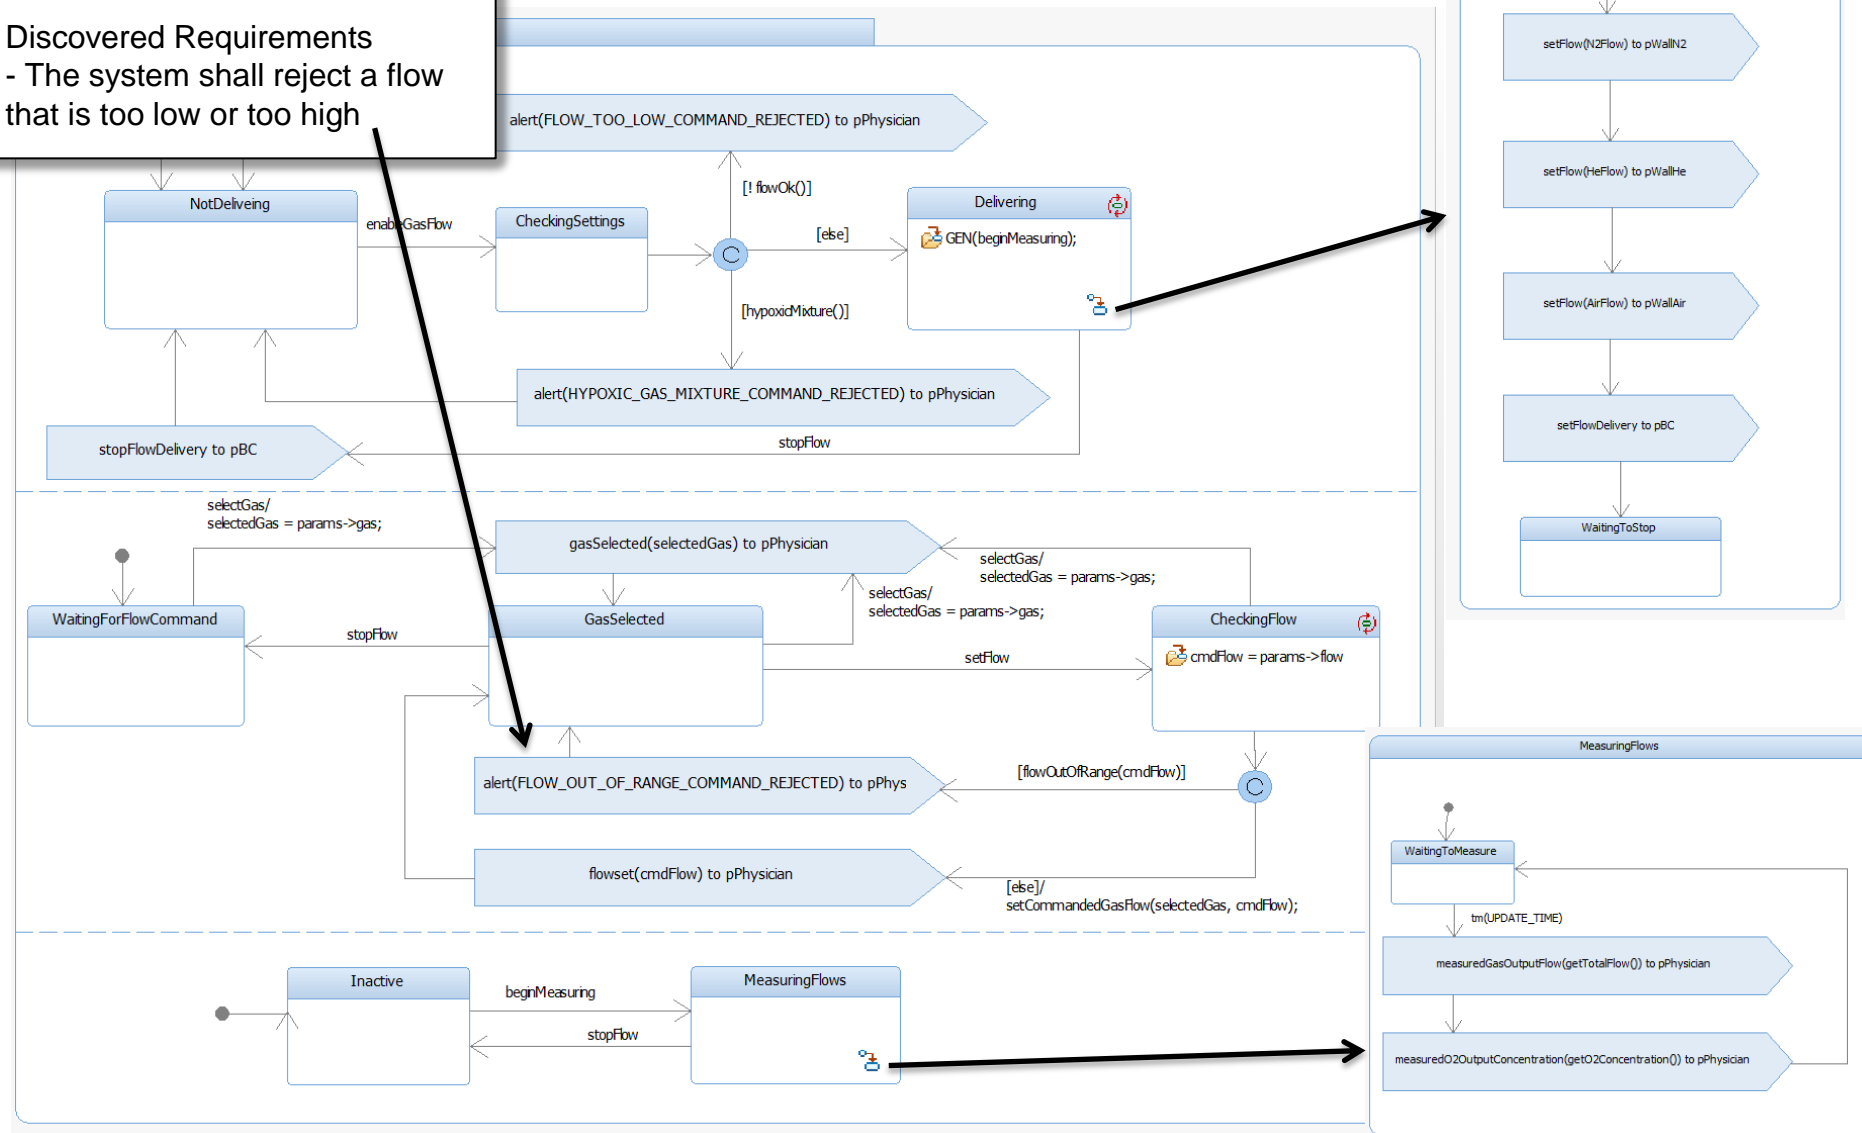 Discovered Requirements
- The system shall reject a flow
that is too low or too high
alert(FLOW_TOO_LOW_COMMAND_REJECTED) to pPhysician
[! flowOk()]
NotDeliveing
enableGasFlow
CheckingSettings
C
[else]
Delivering
GEN(beginMeasuring);
[hypoxicMixture()]
alert(HYPOXIC_GAS_MIXTURE_COMMAND_REJECTED) to pPhysician
stopFlow
stopFlowDelivery to pBC
selectGas/
selectedGas = params->gas;
gasSelected(selectedGas) to pPhysician
selectGas/
selectedGas = params->gas;
selectGas/
selectedGas = params->gas;
WaitingForFlowCommand
stopFlow
GasSelected
setFlow
CheckingFlow
cmdFlow = params->flow
alert(FLOW_OUT_OF_RANGE_COMMAND_REJECTED) to pPhys
[flowOutOfRange(cmdFlow)]
C
flowset(cmdFlow) to pPhysician
[else]/
setCommandedGasFlow(selectedGas, cmdFlow);
Inactive
beginMeasuring
stopFlow
MeasuringFlows
setFlow(N2Flow) to pWallN2
setFlow(HeFlow) to pWallHe
setFlow(AirFlow) to pWallAir
setFlowDelivery to pBC
WaitingToStop
MeasuringFlows
WaitingToMeasure
tm(UPDATE_TIME)
measuredGasOutputFlow(getTotalFlow()) to pPhysician
measuredO2OutputConcentration(getO2Concentration()) to pPhysician